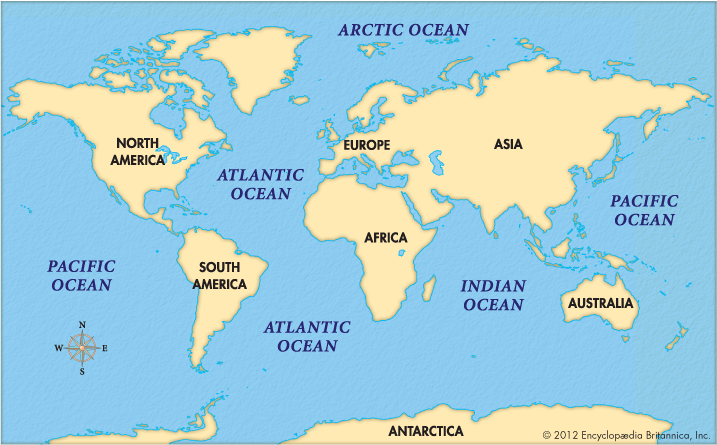 ARCTIC OCEAN
NORTH
AMERICA
EUROPE
ASIA
ATLANTIC
OCEAN
PACIFIC
OCEAN
AFRICA
PACIFIC
OCEAN
SOUTH
AMERICA
INDIAN
OCEAN
AUSTRALIA
ATLANTIC
OCEAN
N
W
E
S
ANTARCTICA
© 2012 Encyclopædia Britannica, Inc.